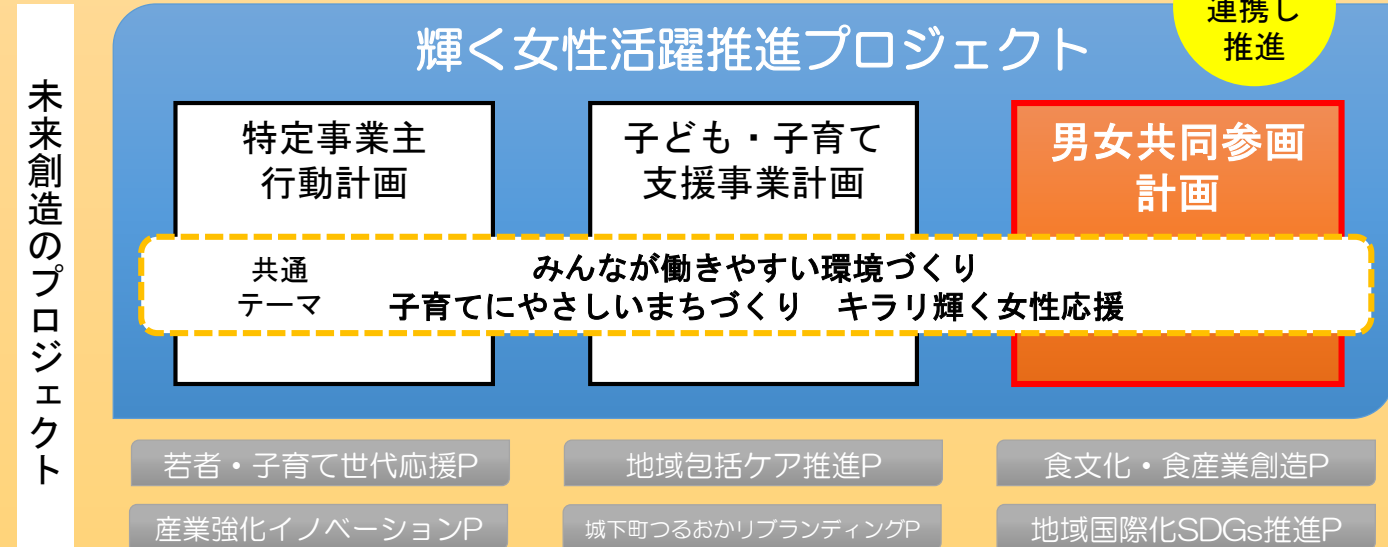 連携し
推進
輝く女性活躍推進プロジェクト
未来創造のプロジェクト
特定事業主
行動計画
子ども・子育て
支援事業計画
男女共同参画
計画
共通
テーマ
みんなが働きやすい環境づくり
子育てにやさしいまちづくり　キラリ輝く女性応援
若者・子育て世代応援P
地域包括ケア推進P
食文化・食産業創造P
産業強化イノベーションP
城下町つるおかリブランディングP
地域国際化SDGs推進P